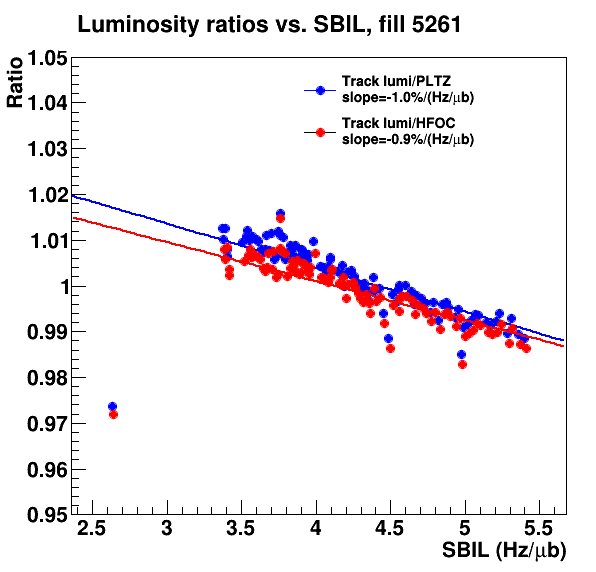 Luminosity ratios vs. SBIL, fill 5261
Ratio
1.05
1.04
1.03
1.02
1.01
1
0.99
0.98
0.97
0.96
0.95
Track lumi/PLTZ
slope=-1.0%/(Hz/μb)
Track lumi/HFOC
slope=-0.9%/(Hz/μb)
2.5 3 3.5 4 4.5 5 5.5
SBIL (Hz/μb)